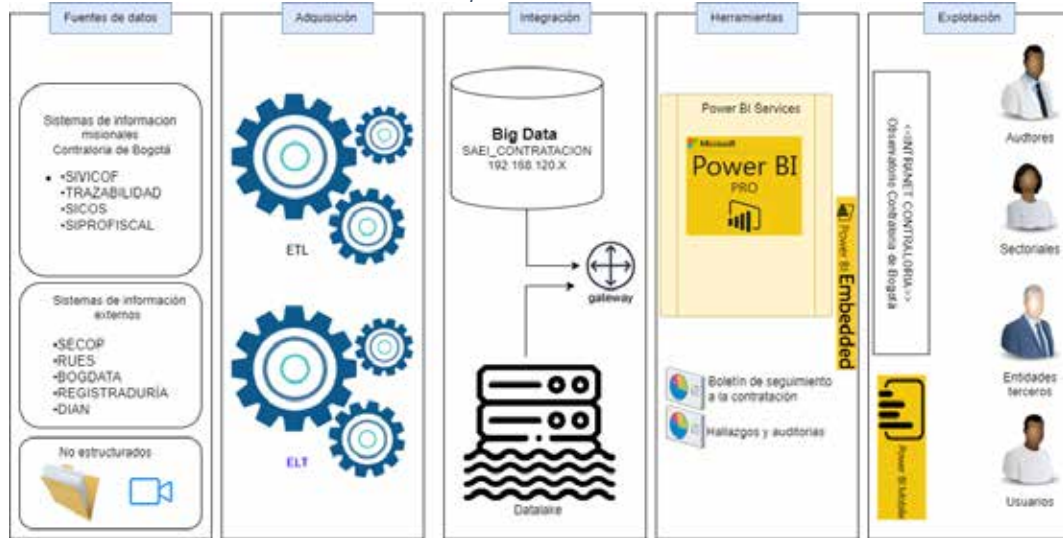 Fuentes de datos
Sistemas de informacion
misionales
Contraloria de Bogotá
• •SIVICOF
•TRAZABILIDAD
•SICOS
•SIPROFISCAL
Sistemas de información
externos
•SECOP
•RUES
•BOGDATA
•REGISTRADURÍA
•DIAN
No estructurados
Adquisición
ETL
ELT
Integración
Big Data
SAEI_CONTRATACION
192.168.120.X
gateway
Datalake
Herramientas
Power BI Services
Microsoft
Power BI
PRO
Power BI Embedded
Boletín de seguimiento
a la contratación
Hallazgos y auditorias
Explotación
<<INTRANET CONTRALORIA>>
Observatorio Contraloria de Bogotá
Power BI Mobile
Audtores
Sectoriales
Entidades
terceros
Usuarios